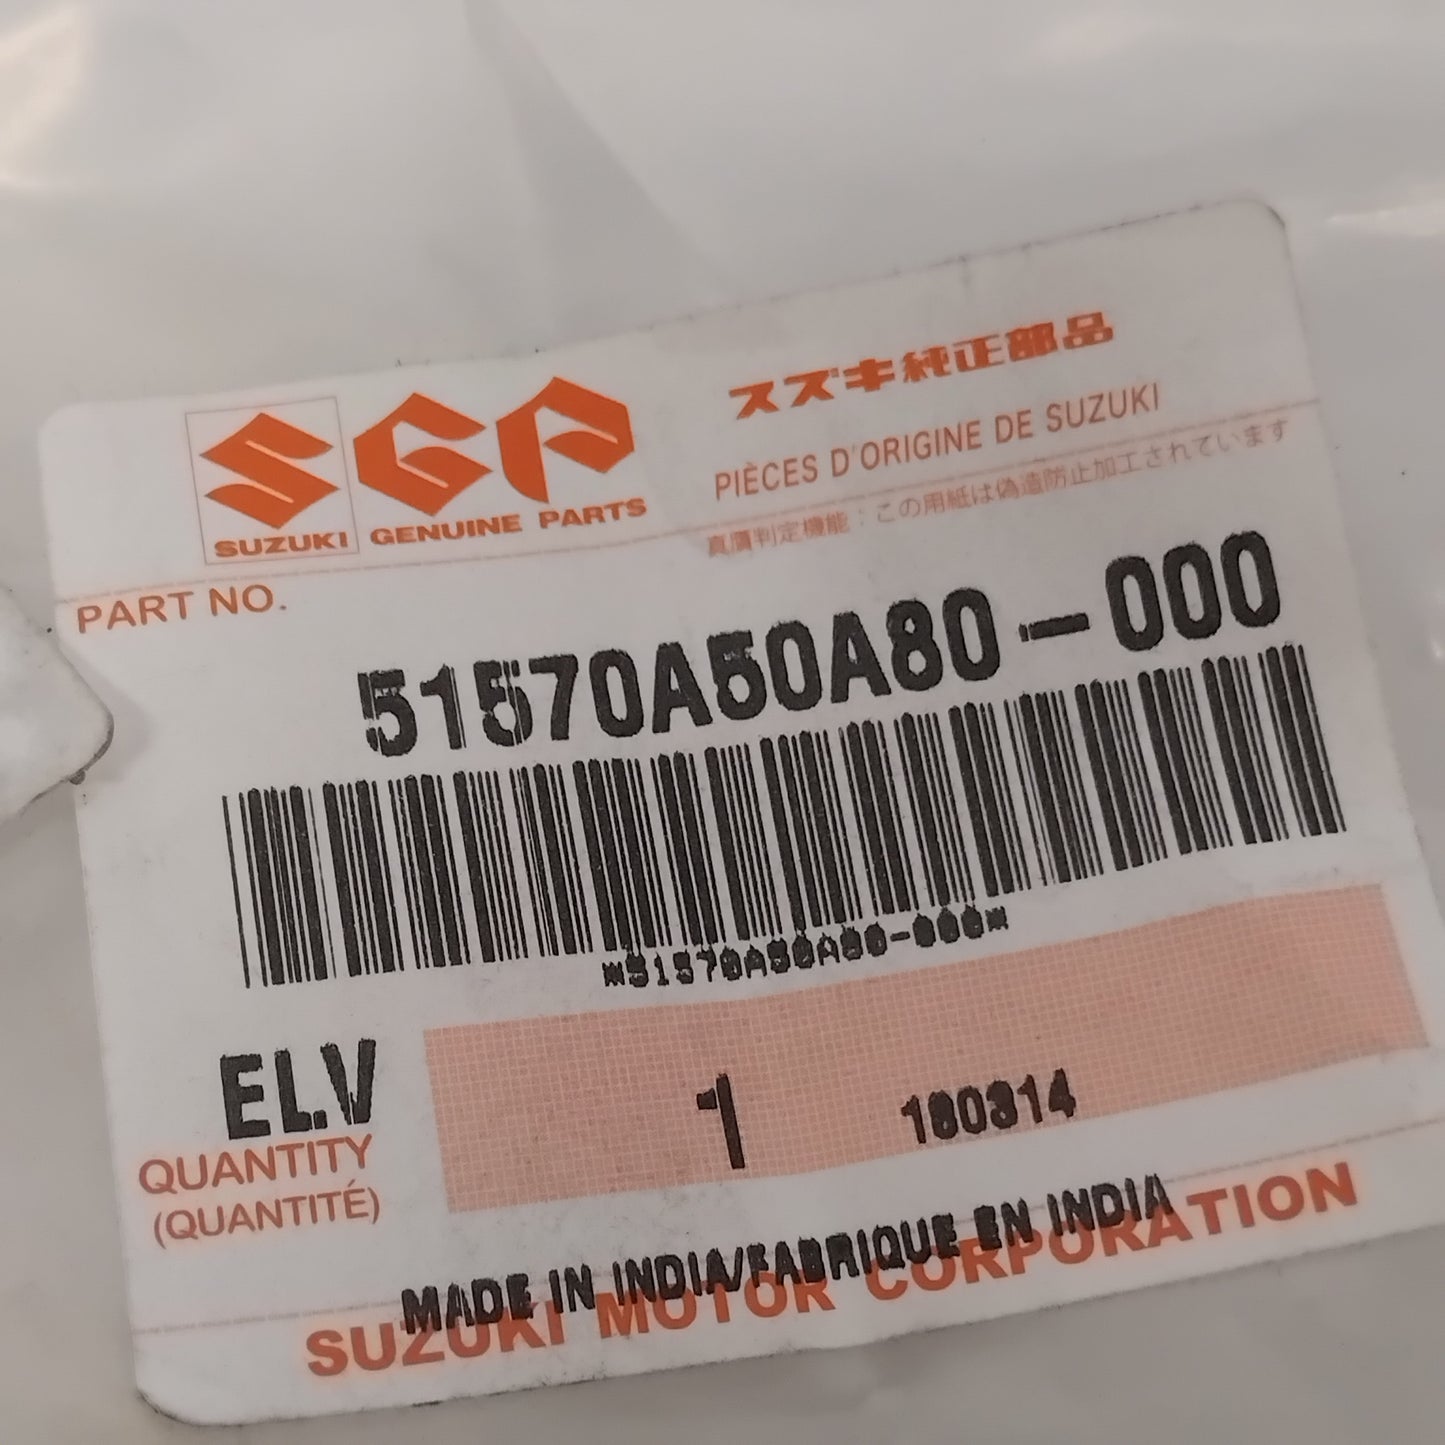 SUZUKI
SGP
GENUINE PARTS
スズキ純正部品
PIÈCES D'ORIGINE DE SUZUKI
真贋判定機能：この用紙は偽造防止加工されています
PART NO.
51570A50A80-000
*51570A50A80-000*
ELV
QUANTITY
(QUANTITÉ)
1
180314
MADE IN INDIA/FABRIQUE EN INDIA
SUZUKI MOTOR CORPORATION